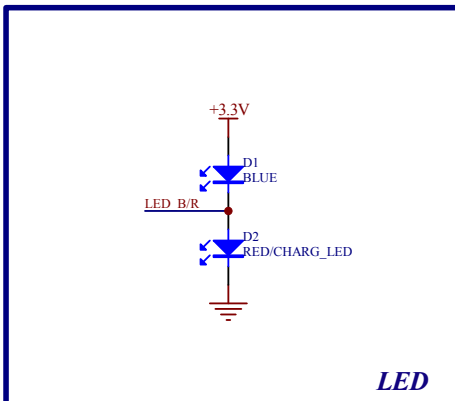 +3.3V
D1
BLUE
LED_B/R
D2
RED/CHARG_LED
LED